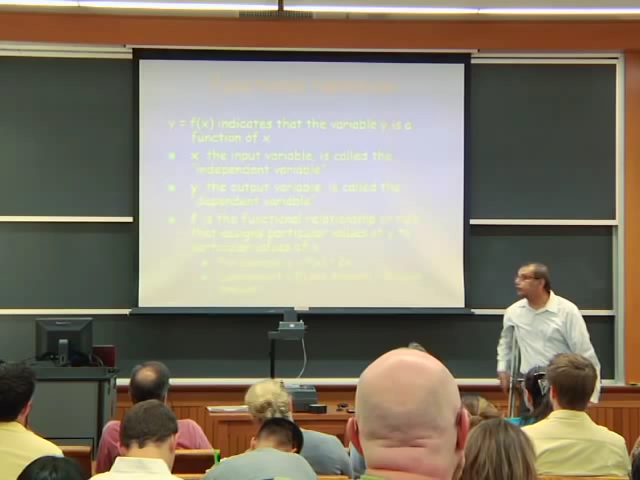 y = f(x) indicates that the variable y is a
function of x
x, the input variable, is called the
"independent variable"
y, the output variable, is called the
"dependent variable"
f is the functional relationship or rule
that assigns particular values of y to
particular values of x